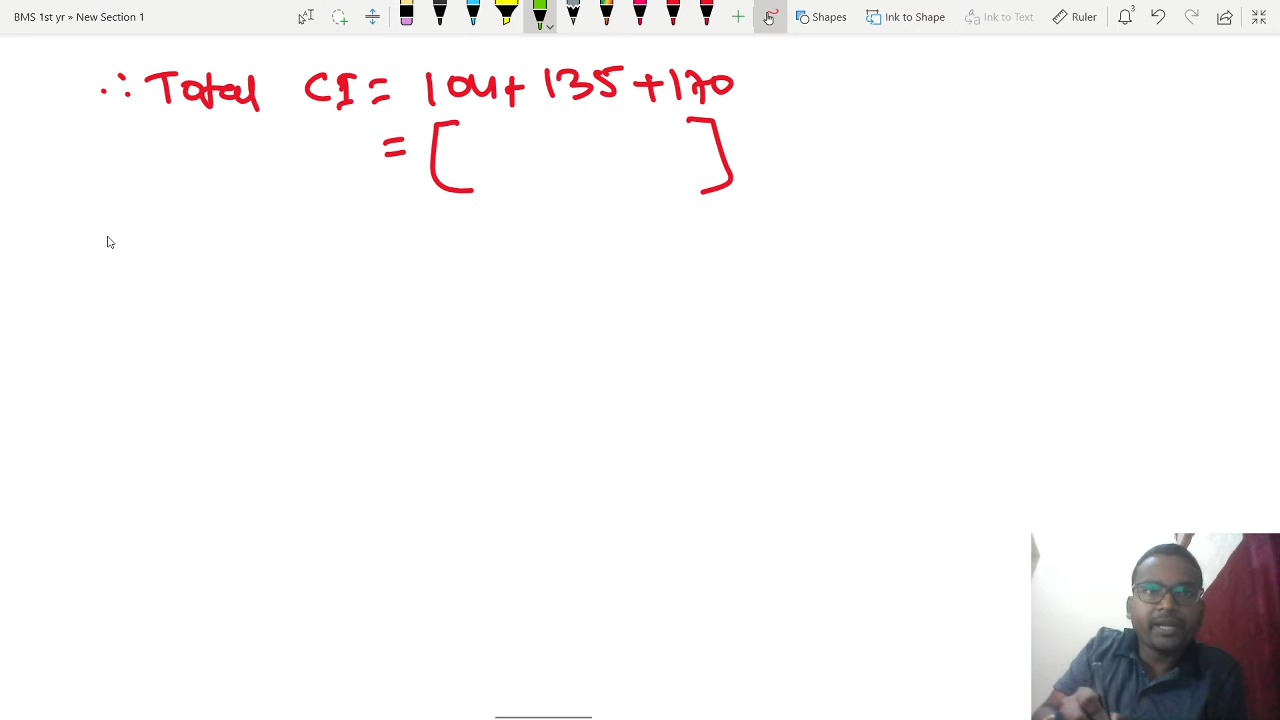 BMS 1st yr » New Section 1
Shapes
Ink to Shape
Ink to Text
Ruler
3
∴ Total CI = 104 + 135 + 170
= [ ]